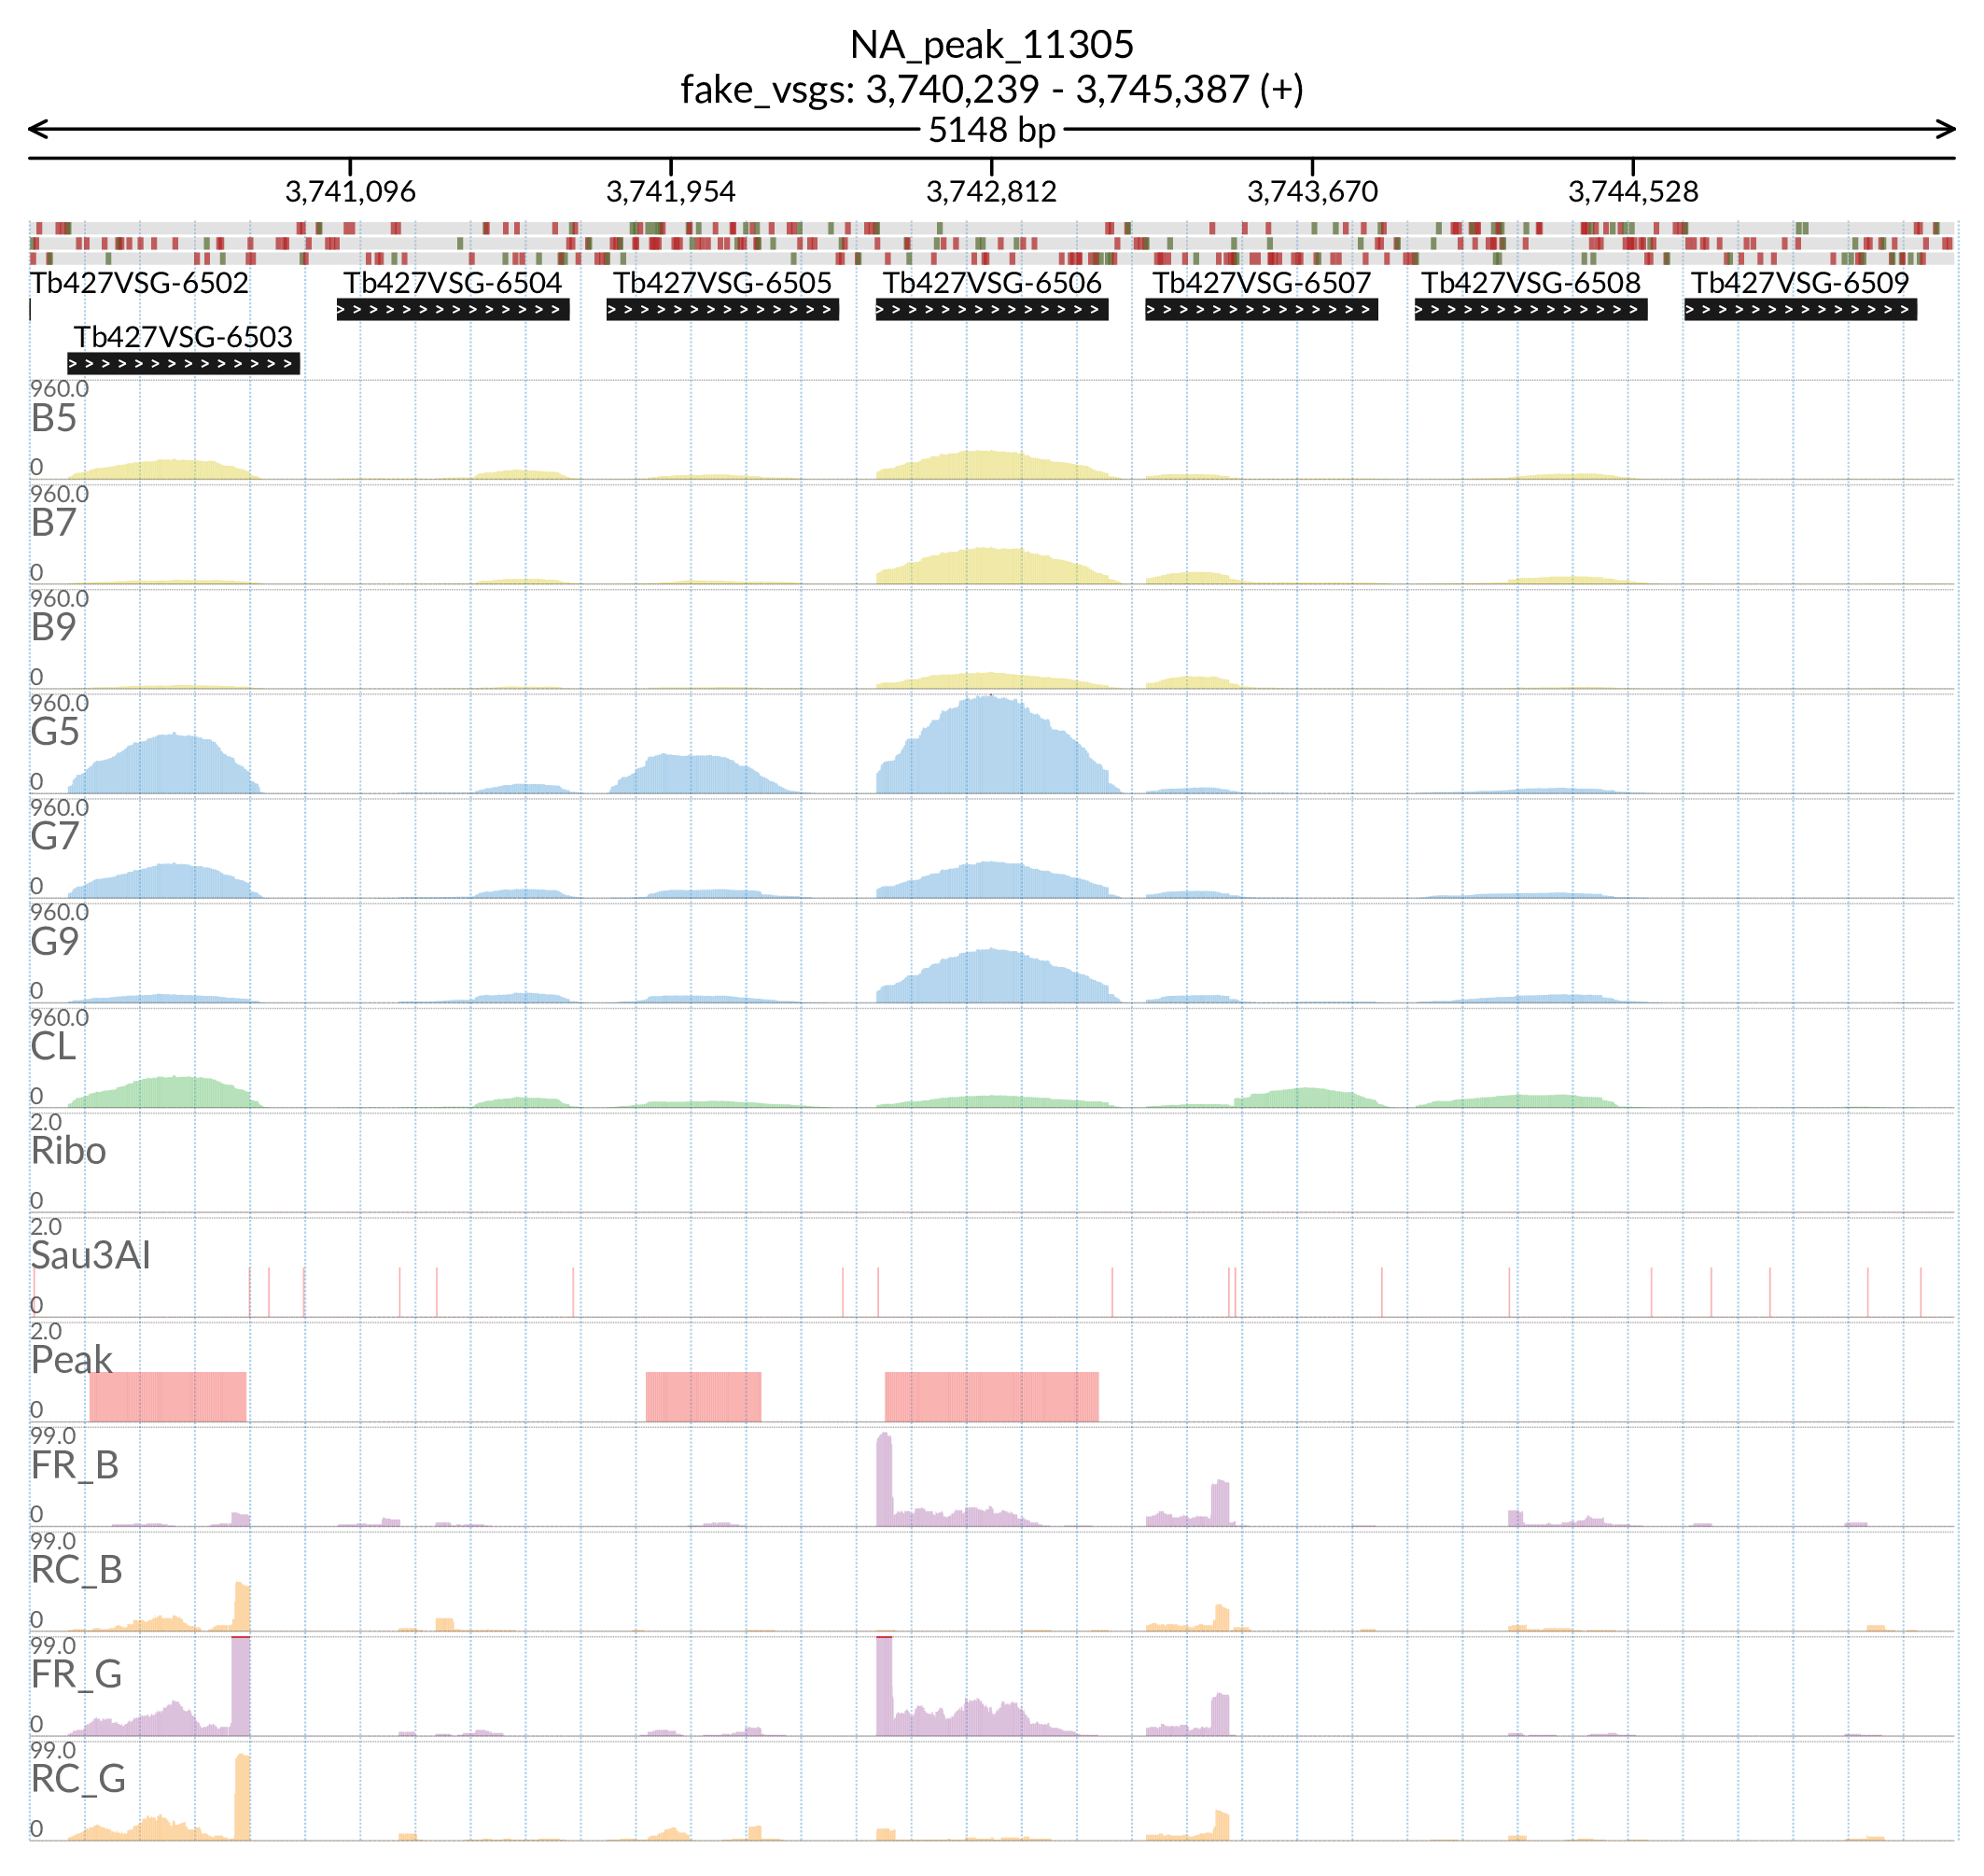 NA_peak_11305
fake_vsgs: 3,740,239 - 3,745,387 (+)
5148 bp
3,741,096 3,741,954 3,742,812 3,743,670 3,744,528
Tb427VSG-6502 Tb427VSG-6504 Tb427VSG-6505 Tb427VSG-6506 Tb427VSG-6507 Tb427VSG-6508 Tb427VSG-6509
Tb427VSG-6503
960.0
B5
0
960.0
B7
0
960.0
B9
0
960.0
G5
0
960.0
G7
0
960.0
G9
0
960.0
CL
0
2.0
Ribo
0
2.0
Sau3AI
0
2.0
Peak
0
99.0
FR_B
0
99.0
RC_B
0
99.0
FR_G
0
99.0
RC_G
0